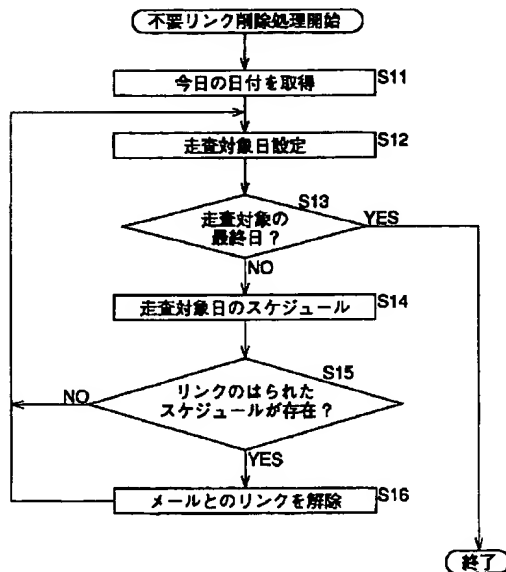 不要リンク削除処理開始
今日の日付を取得 S11
走査対象日設定 S12
S13
走査対象の
最終日？
YES
NO
走査対象日のスケジュール S14
S15
リンクのはられた
スケジュールが存在？
NO
YES
メールとのリンクを解除 S16
終了